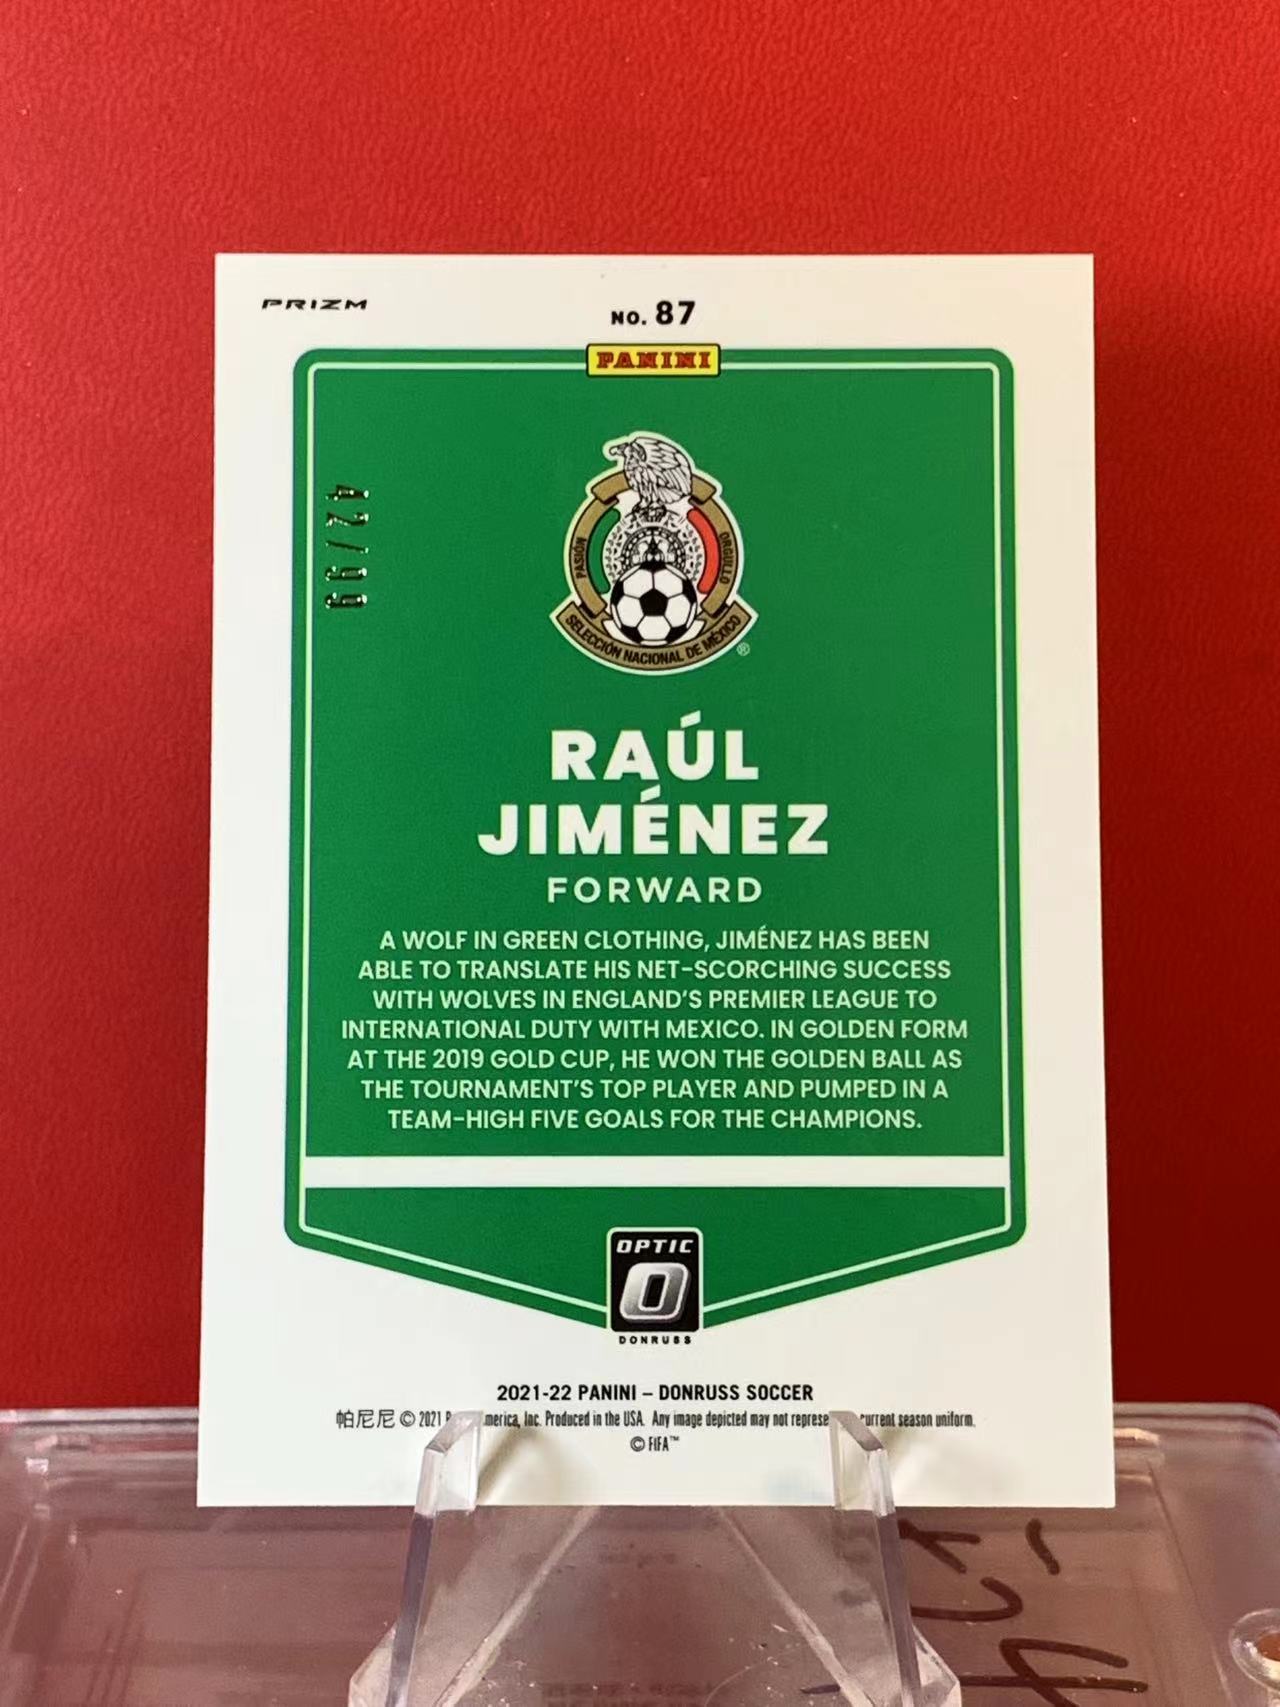 PRIZM
NO. 87
PANINI
42/99
PASIÓN
ORGULLO
SELECCIÓN NACIONAL DE MÉXICO
®
RAÚL
JIMÉNEZ
FORWARD
A WOLF IN GREEN CLOTHING, JIMÉNEZ HAS BEEN
ABLE TO TRANSLATE HIS NET-SCORCHING SUCCESS
WITH WOLVES IN ENGLAND'S PREMIER LEAGUE TO
INTERNATIONAL DUTY WITH MEXICO. IN GOLDEN FORM
AT THE 2019 GOLD CUP, HE WON THE GOLDEN BALL AS
THE TOURNAMENT'S TOP PLAYER AND PUMPED IN A
TEAM-HIGH FIVE GOALS FOR THE CHAMPIONS.
OPTIC
O
DONRUSS
2021-22 PANINI – DONRUSS SOCCER
帕尼尼 © 2021 merica, Inc. Produced in the USA. Any image depicted may not represe current season uniform.
© FIFA™